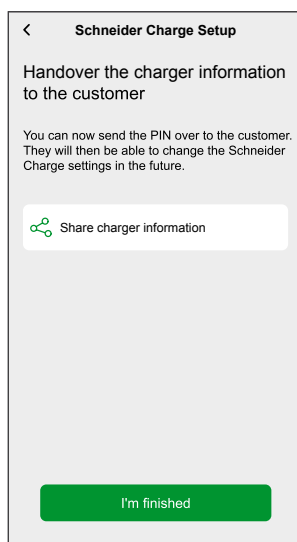 Schneider Charge Setup
Handover the charger information
to the customer
You can now send the PIN over to the customer.
They will then be able to change the Schneider
Charge settings in the future.
Share charger information
I'm finished